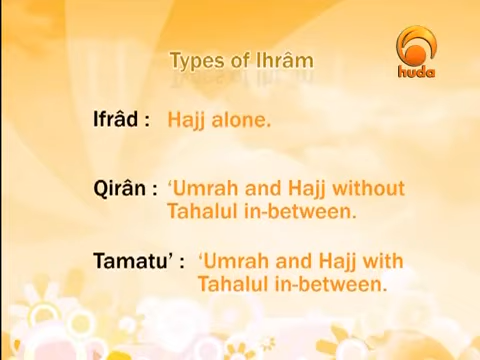 Types of Ihrâm
huda
Ifrâd : Hajj alone.
Qirân : ‘Umrah and Hajj without
Tahalul in-between.
Tamatu’ : ‘Umrah and Hajj with
Tahalul in-between.